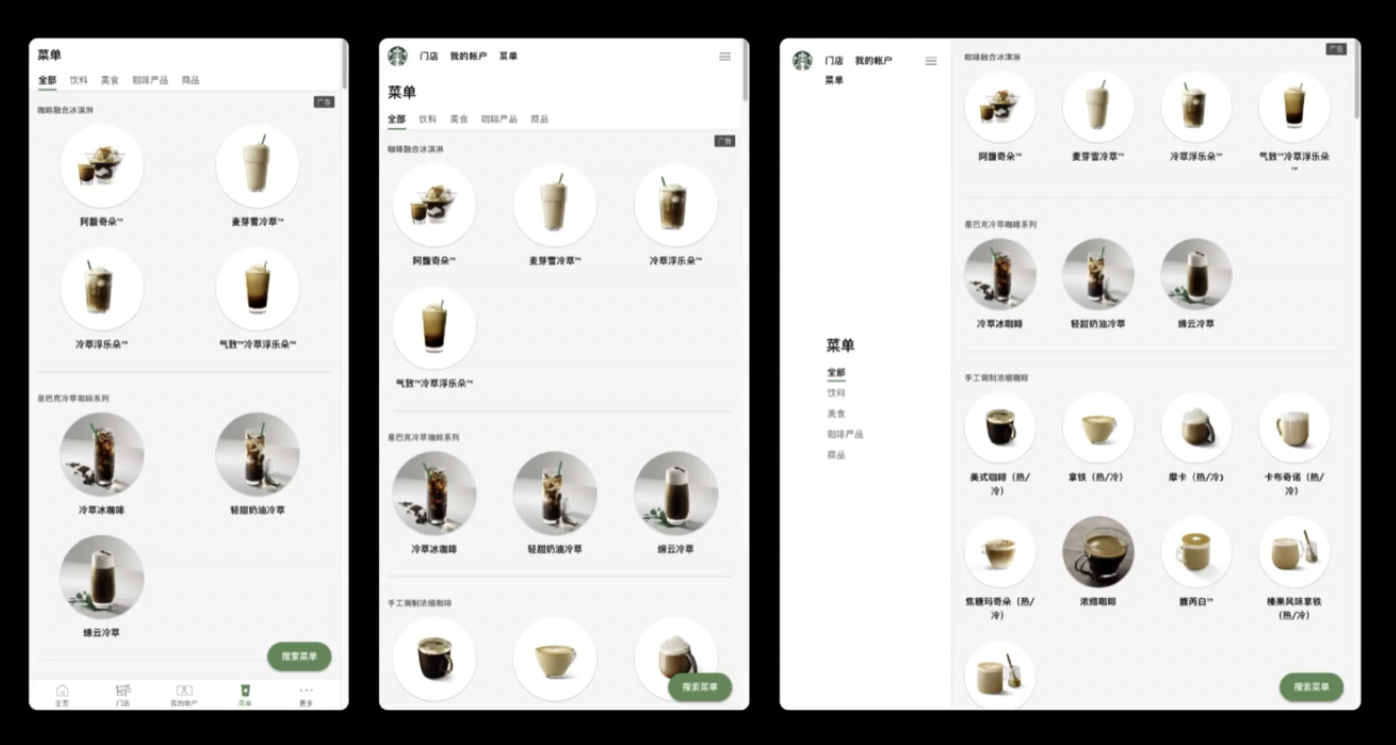 菜单
全部 饮料 美食 咖啡产品 商品
广告
咖啡融合冰淇淋
阿馥奇朵™ 麦芽雪冷萃™
冷萃浮乐朵™ 气致™冷萃浮乐朵™
星巴克冷萃咖啡系列
冷萃冰咖啡 轻甜奶油冷萃
绵云冷萃
搜索菜单
主页 门店 我的帐户 菜单 更多
门店 我的帐户 菜单
菜单
全部 饮料 美食 咖啡产品 商品
广告
咖啡融合冰淇淋
阿馥奇朵™ 麦芽雪冷萃™ 冷萃浮乐朵™
气致™冷萃浮乐朵™
星巴克冷萃咖啡系列
冷萃冰咖啡 轻甜奶油冷萃 绵云冷萃
手工调制浓缩咖啡
搜索菜单
门店 我的帐户
菜单
菜单
全部
饮料
美食
咖啡产品
商品
广告
咖啡融合冰淇淋
阿馥奇朵™ 麦芽雪冷萃™ 冷萃浮乐朵™ 气致™冷萃浮乐朵
™
星巴克冷萃咖啡系列
冷萃冰咖啡 轻甜奶油冷萃 绵云冷萃
手工调制浓缩咖啡
美式咖啡（热/ 拿铁（热/冷） 摩卡（热/冷） 卡布奇诺（热/
冷） 冷）
焦糖玛奇朵（热/ 浓缩咖啡 馥芮白™ 榛果风味拿铁
冷） （热/冷）
搜索菜单